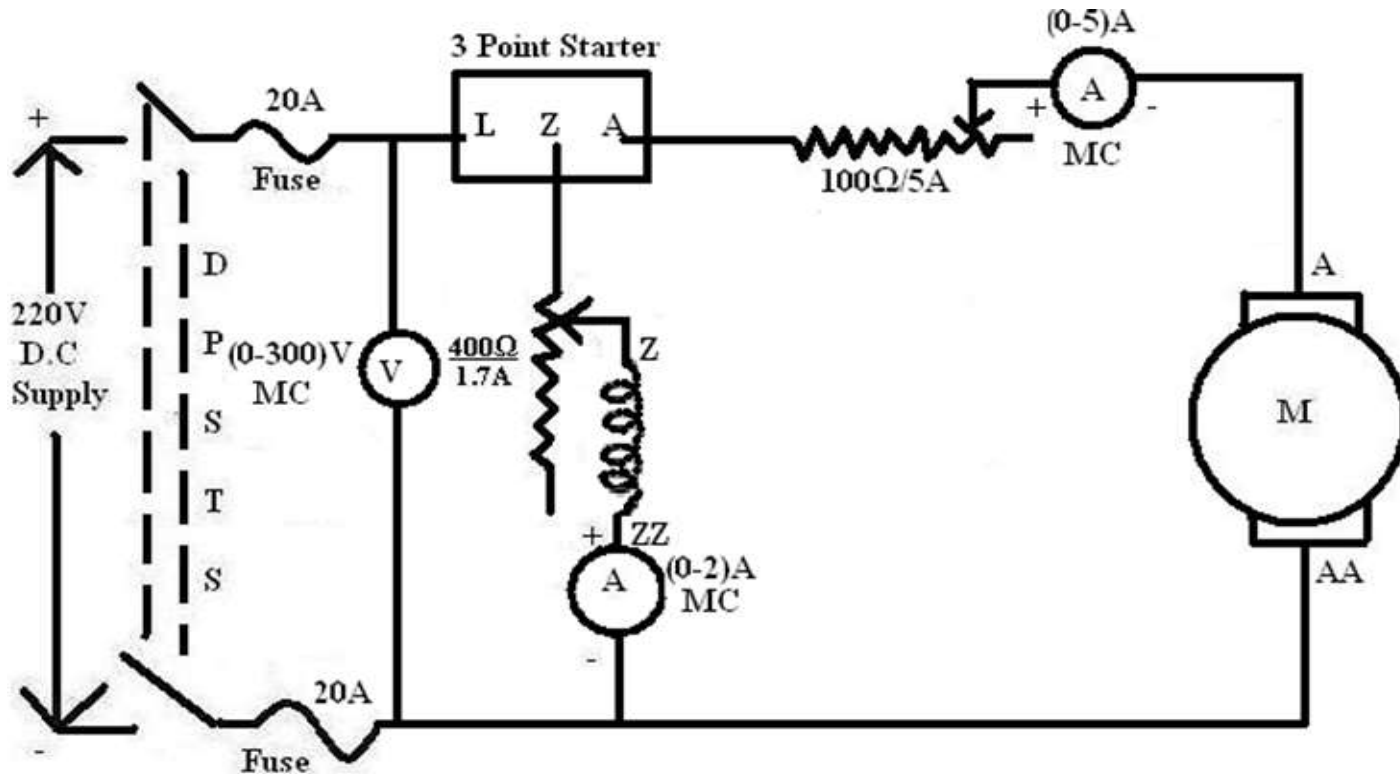 (0-5)A
3 Point Starter
+
20A
L Z A
+ A -
Fuse
MC
100Ω/5A
D
P
S
T
S
220V
D.C
Supply
(0-300)V
MC
V
400Ω
1.7A
Z
A
M
+ ZZ
A
(0-2)A
MC
-
AA
20A
-
Fuse